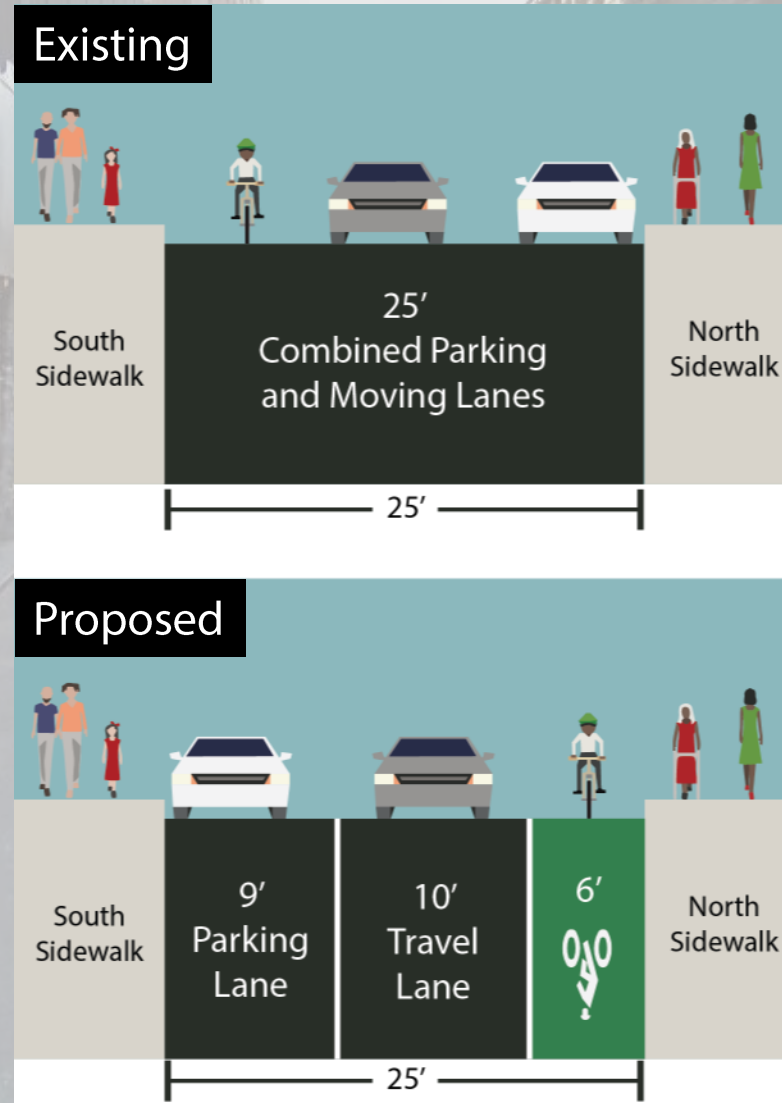 Existing
25′
Combined Parking
and Moving Lanes
South
Sidewalk
North
Sidewalk
25′
Proposed
9′
Parking
Lane
10′
Travel
Lane
6′
South
Sidewalk
North
Sidewalk
25′